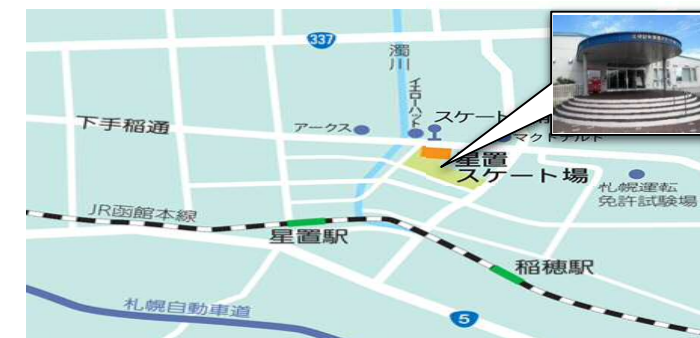 337
濁川
イエローハット
下手稲通
アークス
スケート
マクドナルド
星置
スケート場
札幌運転
免許試験場
JR函館本線
星置駅
稲穂駅
札幌自動車道
5